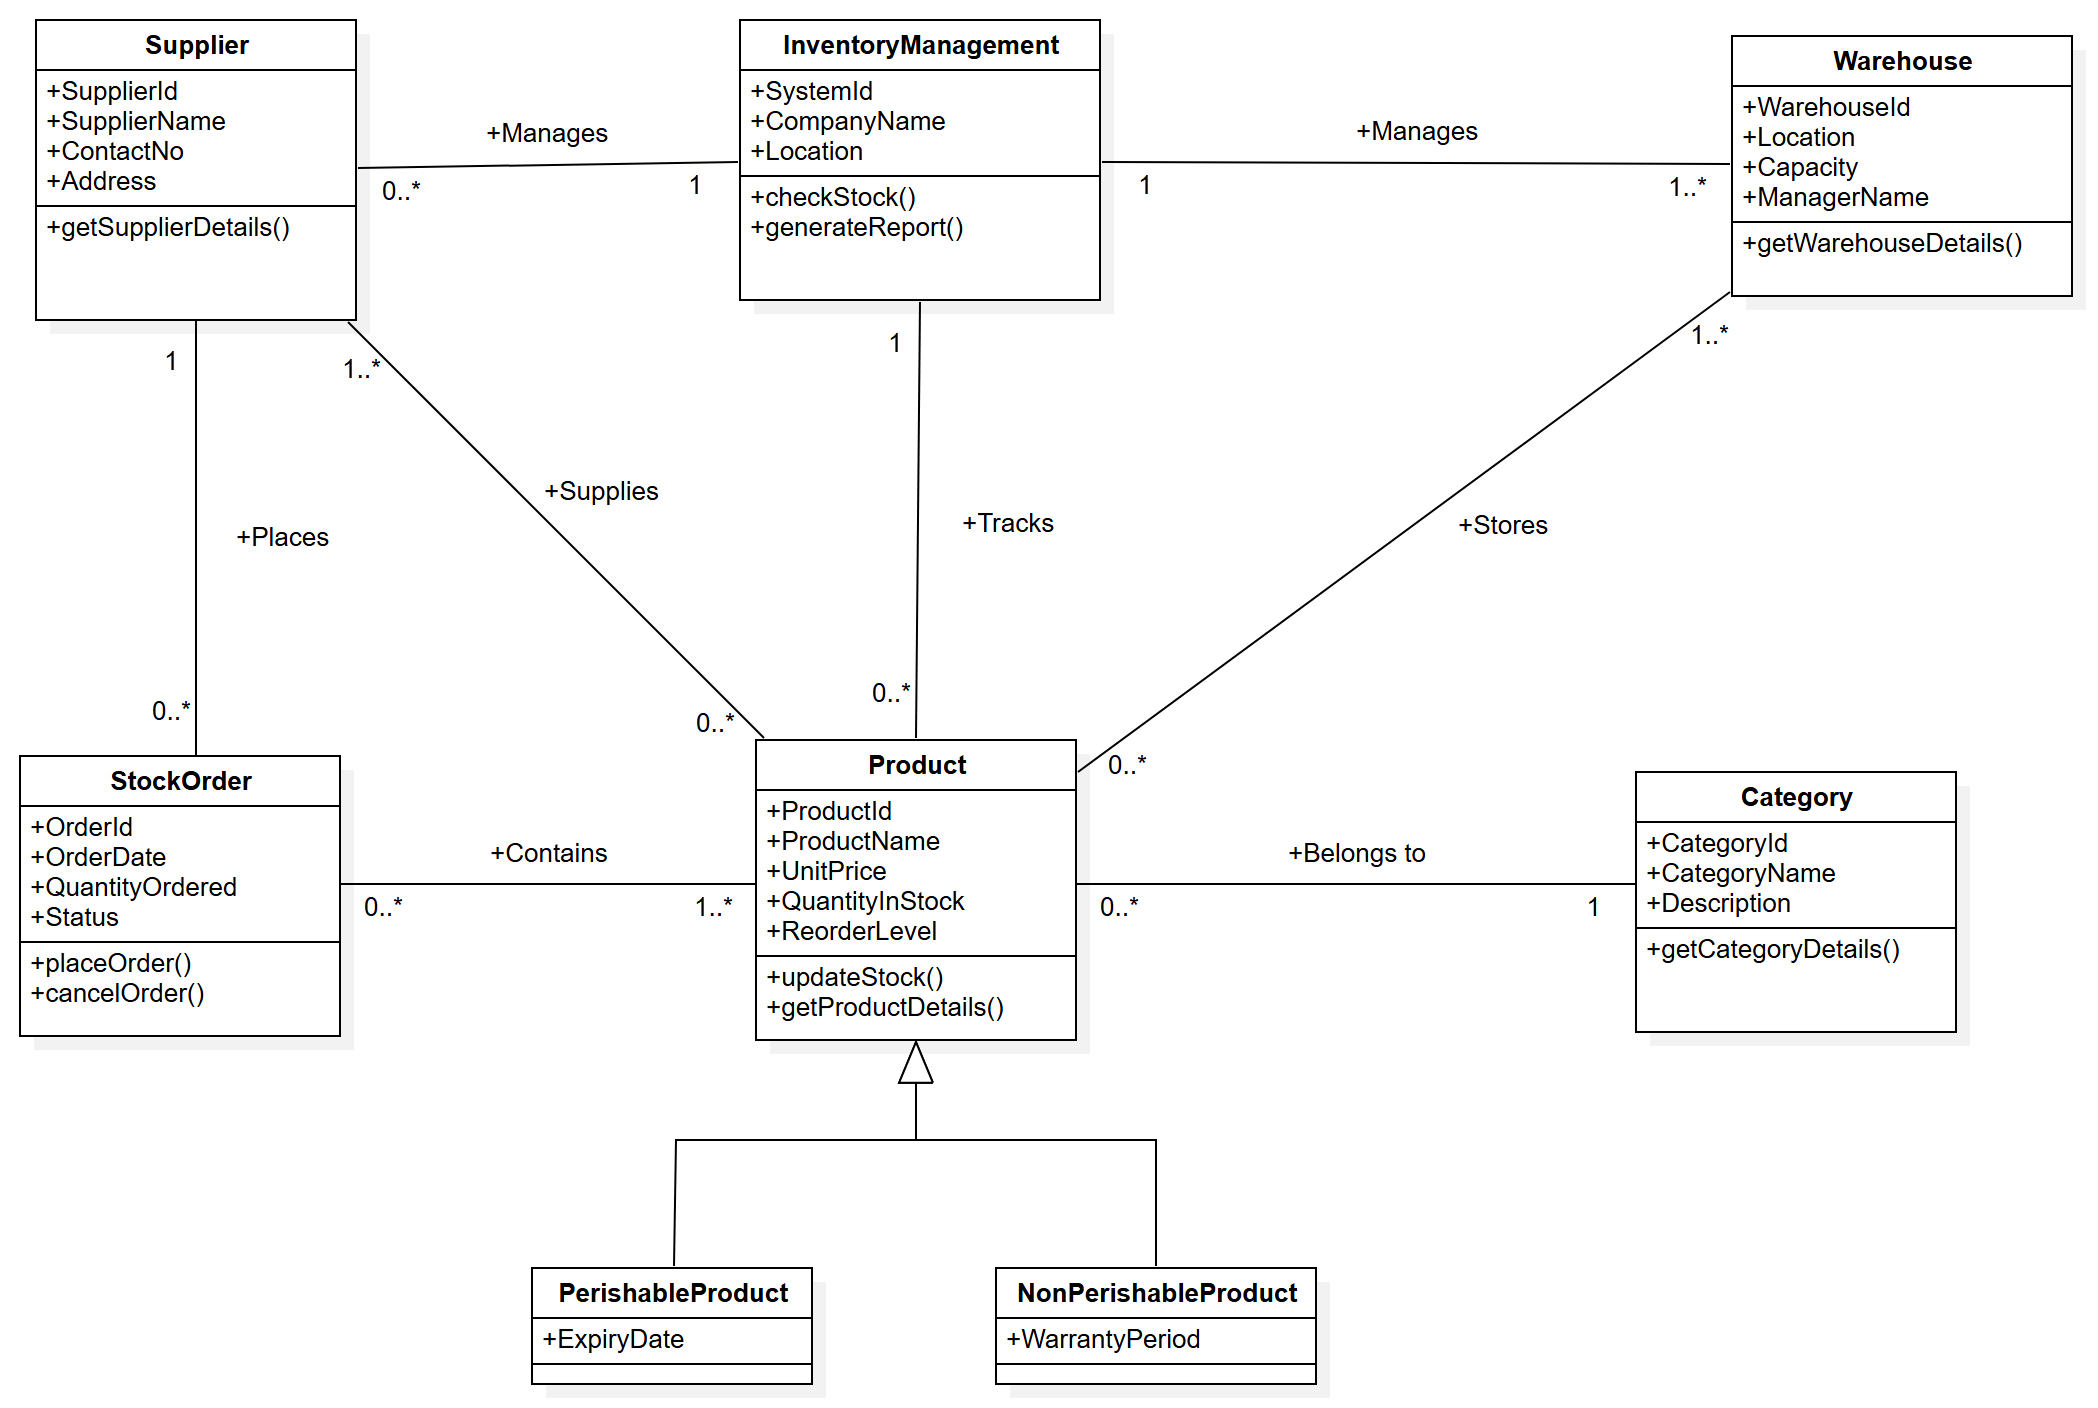 Supplier
+SupplierId
+SupplierName
+ContactNo
+Address
+getSupplierDetails()
+Manages
0..*
1
InventoryManagement
+SystemId
+CompanyName
+Location
+checkStock()
+generateReport()
+Manages
1
1..*
Warehouse
+WarehouseId
+Location
+Capacity
+ManagerName
+getWarehouseDetails()
1
+Places
0..*
1..*
+Supplies
0..*
1
+Tracks
0..*
1..*
+Stores
0..*
StockOrder
+OrderId
+OrderDate
+QuantityOrdered
+Status
+placeOrder()
+cancelOrder()
+Contains
0..*
1..*
Product
+ProductId
+ProductName
+UnitPrice
+QuantityInStock
+ReorderLevel
+updateStock()
+getProductDetails()
+Belongs to
0..*
1
Category
+CategoryId
+CategoryName
+Description
+getCategoryDetails()
PerishableProduct
+ExpiryDate
NonPerishableProduct
+WarrantyPeriod